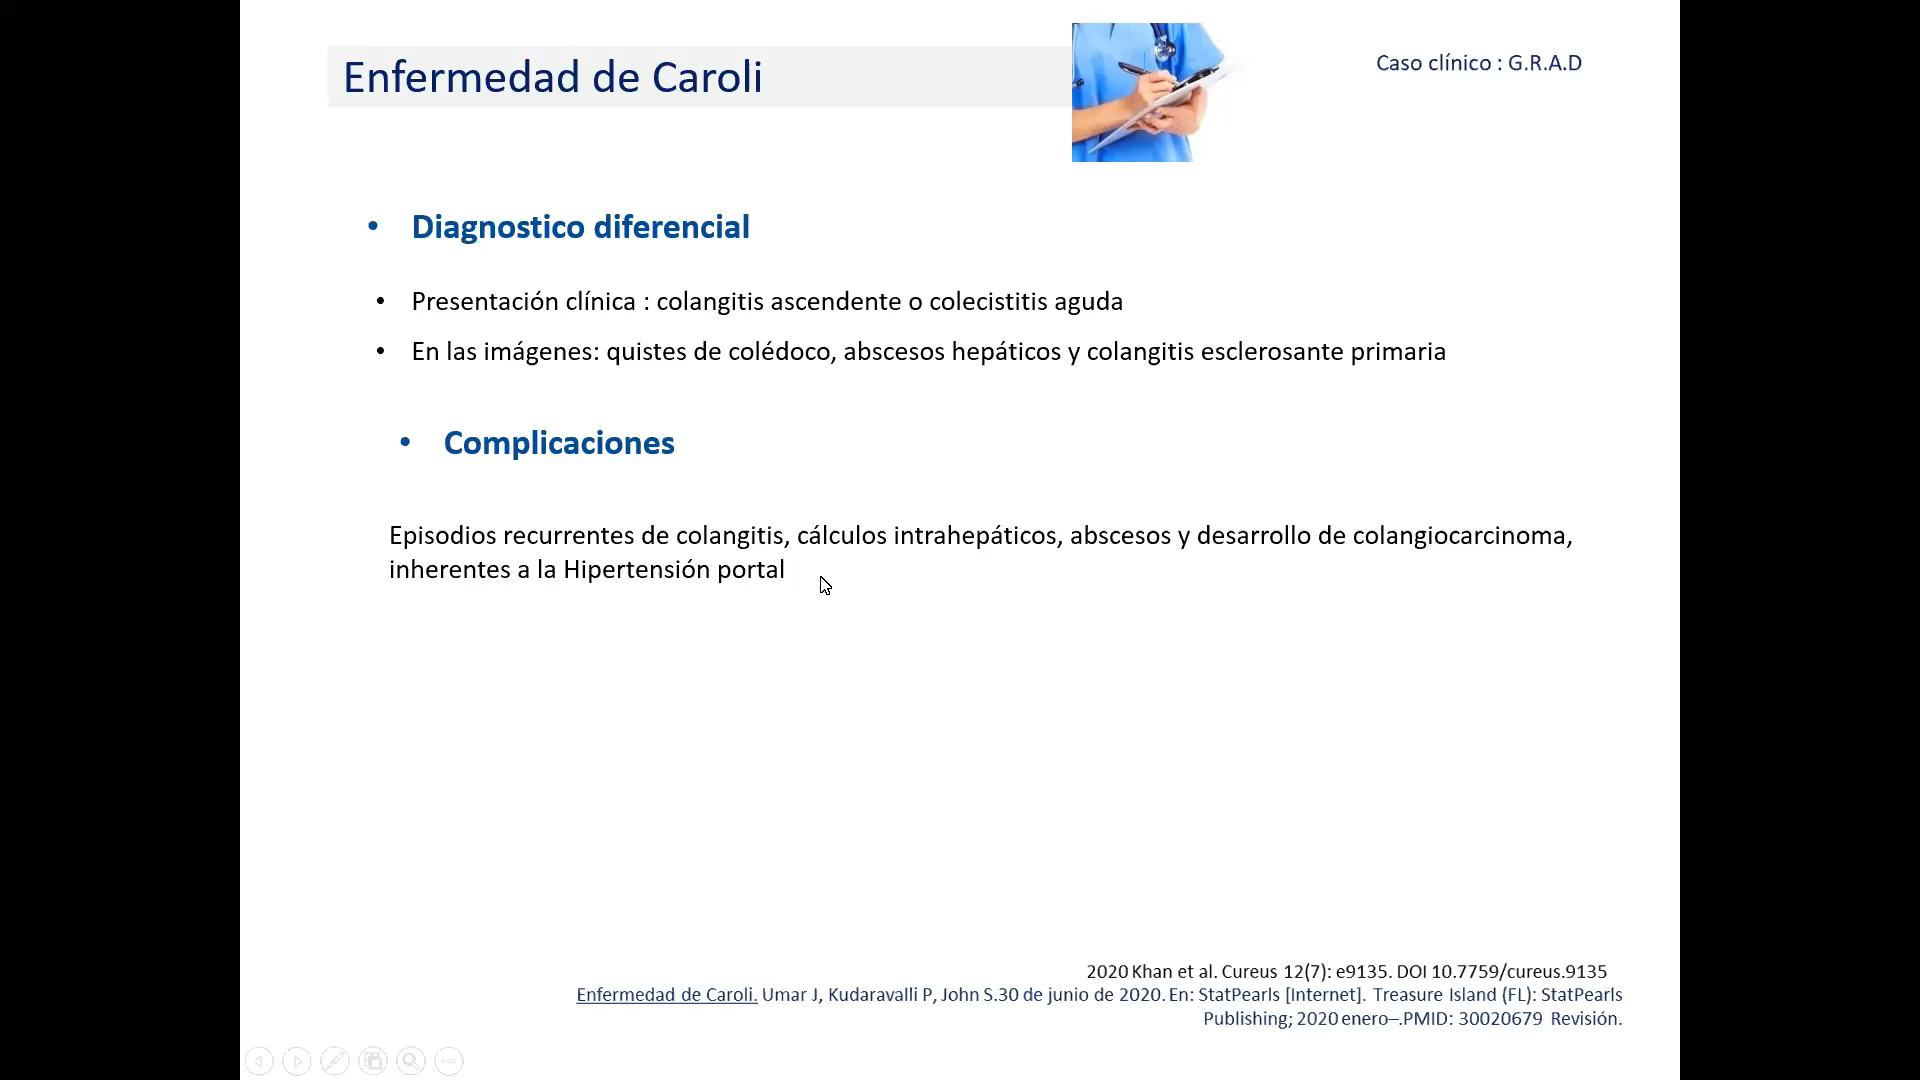 Enfermedad de Caroli
Caso clínico : G.R.A.D
• Diagnostico diferencial
• Presentación clínica : colangitis ascendente o colecistitis aguda
• En las imágenes: quistes de colédoco, abscesos hepáticos y colangitis esclerosante primaria
• Complicaciones
Episodios recurrentes de colangitis, cálculos intrahepáticos, abscesos y desarrollo de colangiocarcinoma,
inherentes a la Hipertensión portal
2020 Khan et al. Cureus 12(7): e9135. DOI 10.7759/cureus.9135
Enfermedad de Caroli. Umar J, Kudaravalli P, John S.30 de junio de 2020. En: StatPearls [Internet]. Treasure Island (FL): StatPearls
Publishing; 2020 enero–.PMID: 30020679 Revisión.